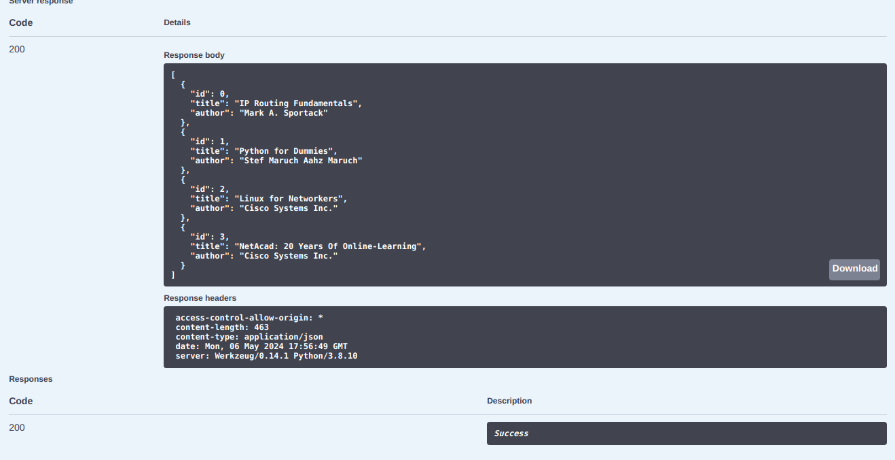 Server response
Code Details
200
Response body
[
  {
    "id": 0,
    "title": "IP Routing Fundamentals",
    "author": "Mark A. Sportack"
  },
  {
    "id": 1,
    "title": "Python for Dummies",
    "author": "Stef Maruch Aahz Maruch"
  },
  {
    "id": 2,
    "title": "Linux for Networkers",
    "author": "Cisco Systems Inc."
  },
  {
    "id": 3,
    "title": "NetAcad: 20 Years Of Online-Learning",
    "author": "Cisco Systems Inc."
  }
]
Download
Response headers
access-control-allow-origin: *
content-length: 463
content-type: application/json
date: Mon, 06 May 2024 17:56:49 GMT
server: Werkzeug/0.14.1 Python/3.8.10
Responses
Code Description
200 Success